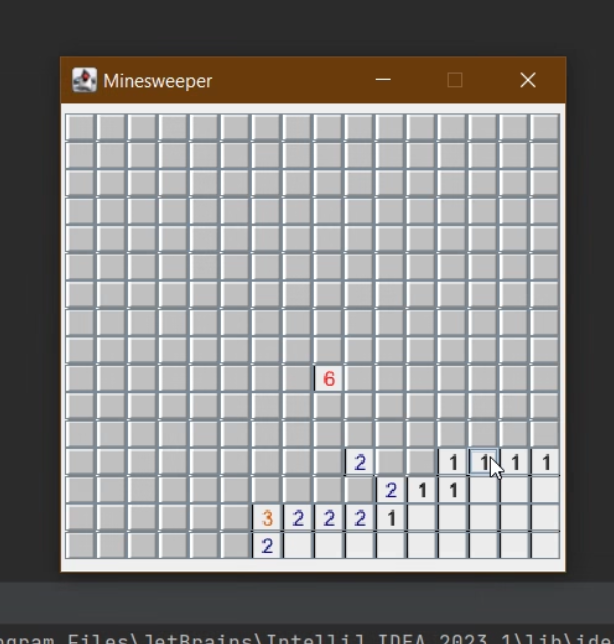 Minesweeper
6
2 1 1 1 1
2 1 1
3 2 2 2 1
2
ogram Files\JetBrains\IntelliJ IDEA 2023.1\lib\ide